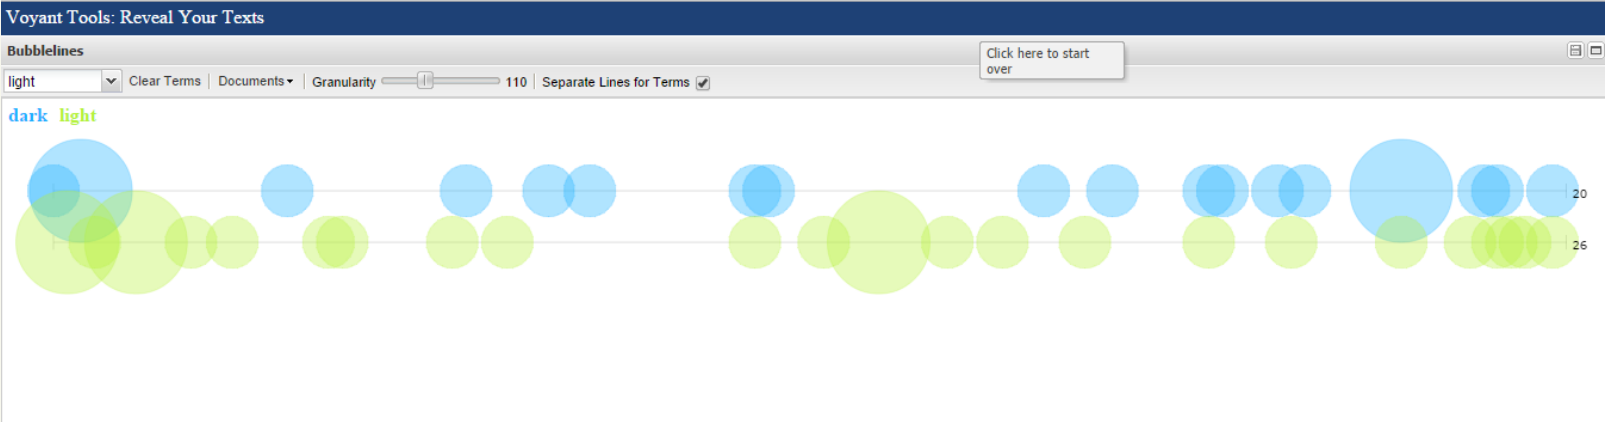 Voyant Tools: Reveal Your Texts
Bubblelines
Click here to start
over
light Clear Terms Documents Granularity 110 Separate Lines for Terms
dark light
20
26